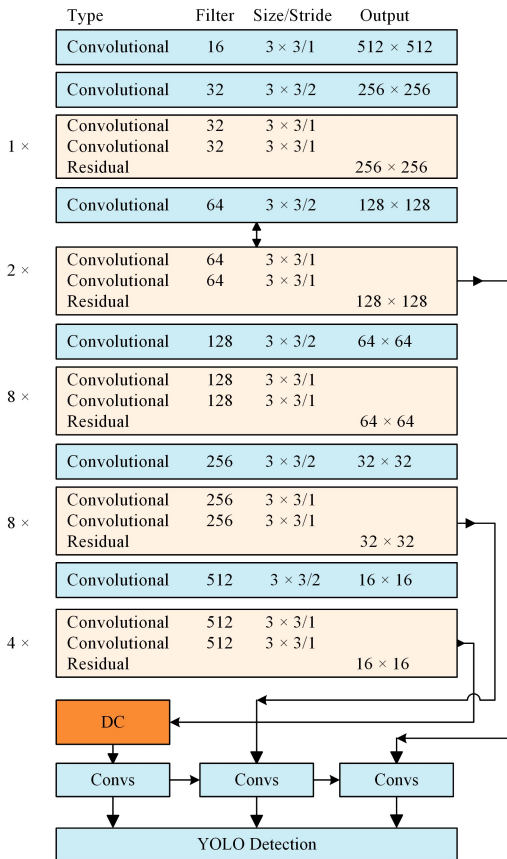 Type Filter Size/Stride Output
Convolutional 16 3 × 3/1 512 × 512
Convolutional 32 3 × 3/2 256 × 256
Convolutional 32 3 × 3/1
1 × Convolutional 32 3 × 3/1
Residual 256 × 256
Convolutional 64 3 × 3/2 128 × 128
Convolutional 64 3 × 3/1
2 × Convolutional 64 3 × 3/1
Residual 128 × 128
Convolutional 128 3 × 3/2 64 × 64
Convolutional 128 3 × 3/1
8 × Convolutional 128 3 × 3/1
Residual 64 × 64
Convolutional 256 3 × 3/2 32 × 32
Convolutional 256 3 × 3/1
8 × Convolutional 256 3 × 3/1
Residual 32 × 32
Convolutional 512 3 × 3/2 16 × 16
Convolutional 512 3 × 3/1
4 × Convolutional 512 3 × 3/1
Residual 16 × 16
DC
Convs Convs Convs
YOLO Detection